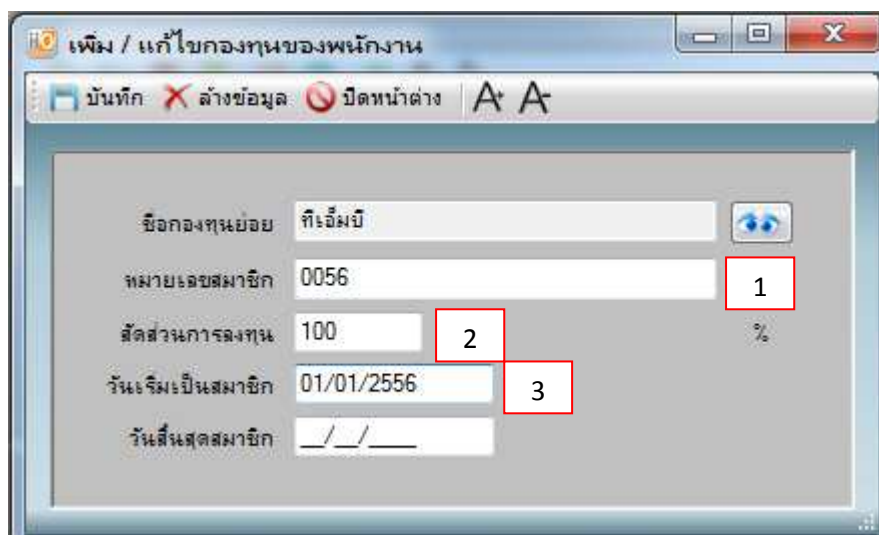 เพิ่ม / แก้ไขกองทุนของพนักงาน
บันทึก ล้างข้อมูล ปิดหน้าต่าง A+ A-
ชื่อกองทุนย่อย ทีเอ็มบี
หมายเลขสมาชิก 0056 1
สัดส่วนการลงทุน 100 2 %
วันเริ่มเป็นสมาชิก 01/01/2556 3
วันสิ้นสุดสมาชิก __/__/____